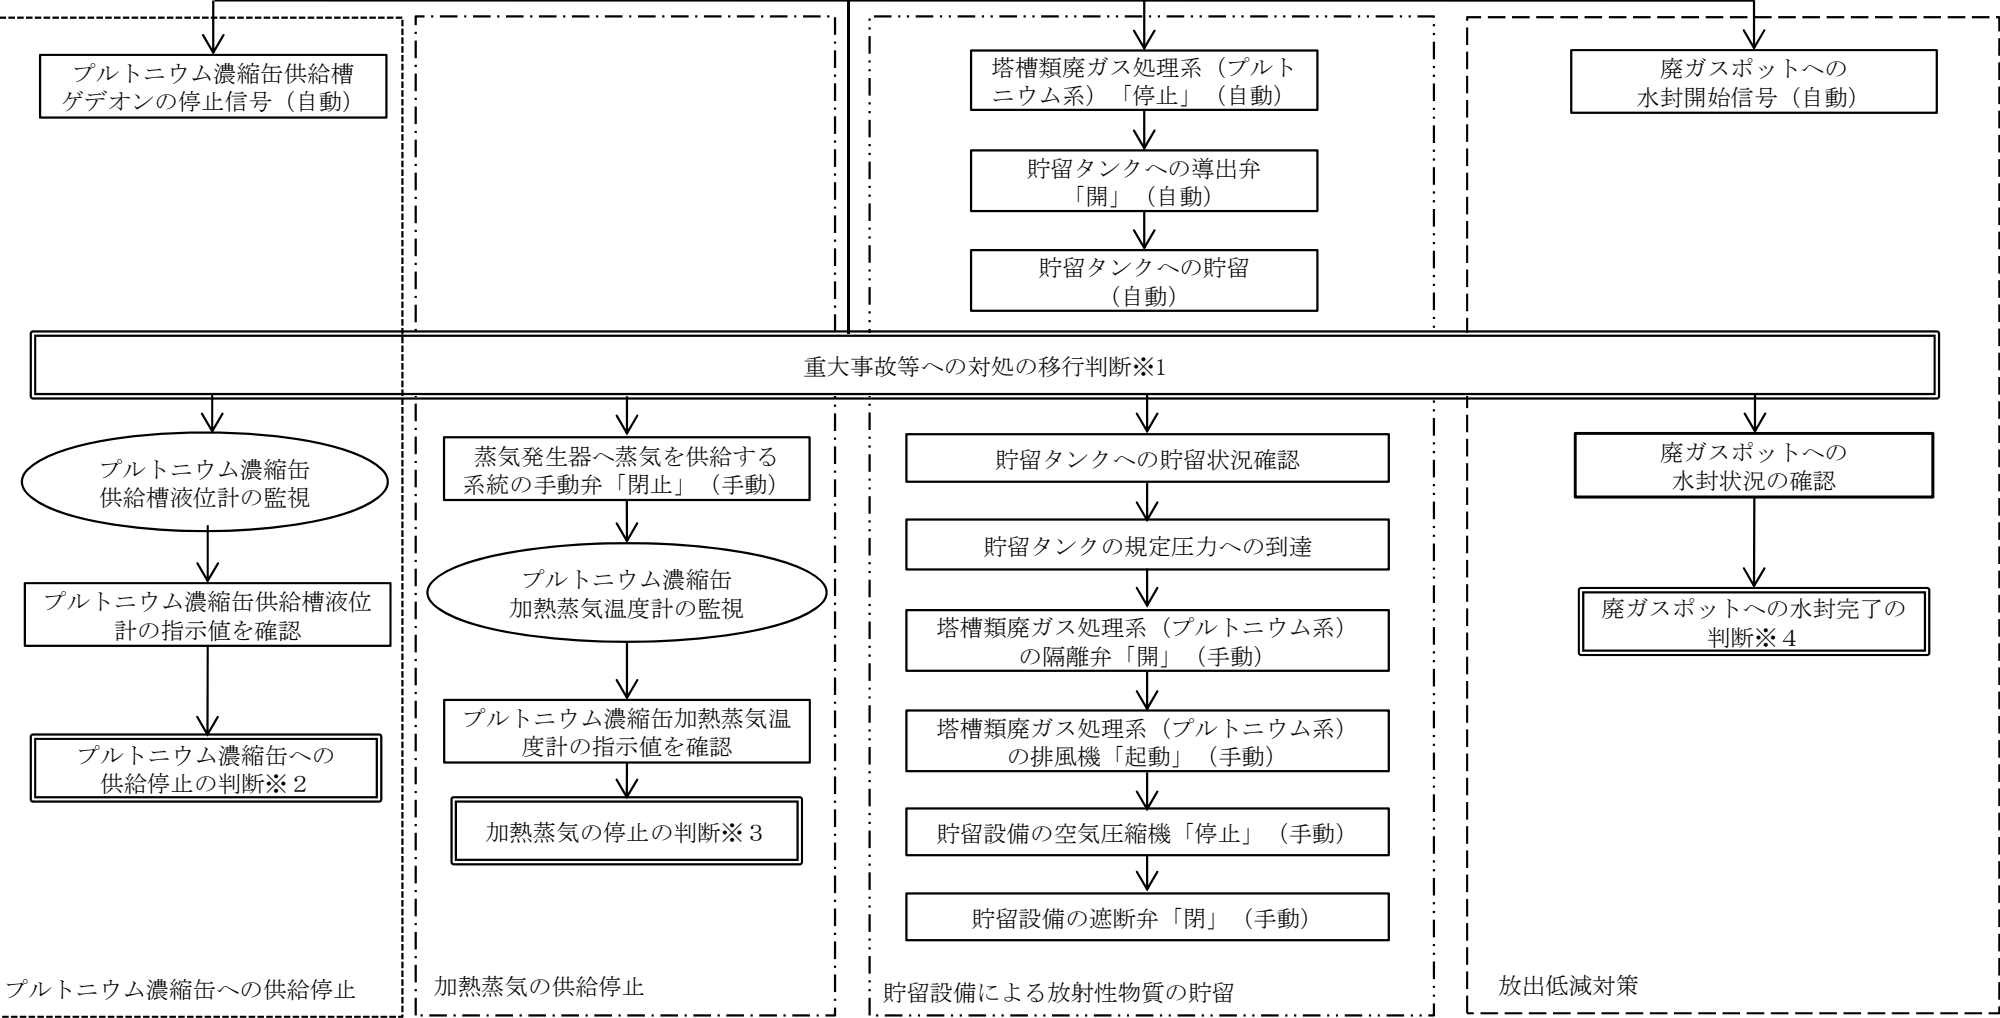 プルトニウム濃縮缶供給槽
ゲデオンの停止信号（自動）
塔槽類廃ガス処理系（プルト
ニウム系）「停止」（自動）
貯留タンクへの導出弁
「開」（自動）
貯留タンクへの貯留
（自動）
廃ガスポットへの
水封開始信号（自動）
重大事故等への対処の移行判断※1
プルトニウム濃縮缶
供給槽液位計の監視
プルトニウム濃縮缶供給槽液位
計の指示値を確認
プルトニウム濃縮缶への
供給停止の判断※２
プルトニウム濃縮缶への供給停止
蒸気発生器へ蒸気を供給する
系統の手動弁「閉止」（手動）
プルトニウム濃縮缶
加熱蒸気温度計の監視
プルトニウム濃縮缶加熱蒸気温
度計の指示値を確認
加熱蒸気の停止の判断※３
加熱蒸気の供給停止
貯留タンクへの貯留状況確認
貯留タンクの規定圧力への到達
塔槽類廃ガス処理系（プルトニウム系）
の隔離弁「開」（手動）
塔槽類廃ガス処理系（プルトニウム系）
の排風機「起動」（手動）
貯留設備の空気圧縮機「停止」（手動）
貯留設備の遮断弁「閉」（手動）
貯留設備による放射性物質の貯留
廃ガスポットへの
水封状況の確認
廃ガスポットへの水封完了の
判断※４
放出低減対策